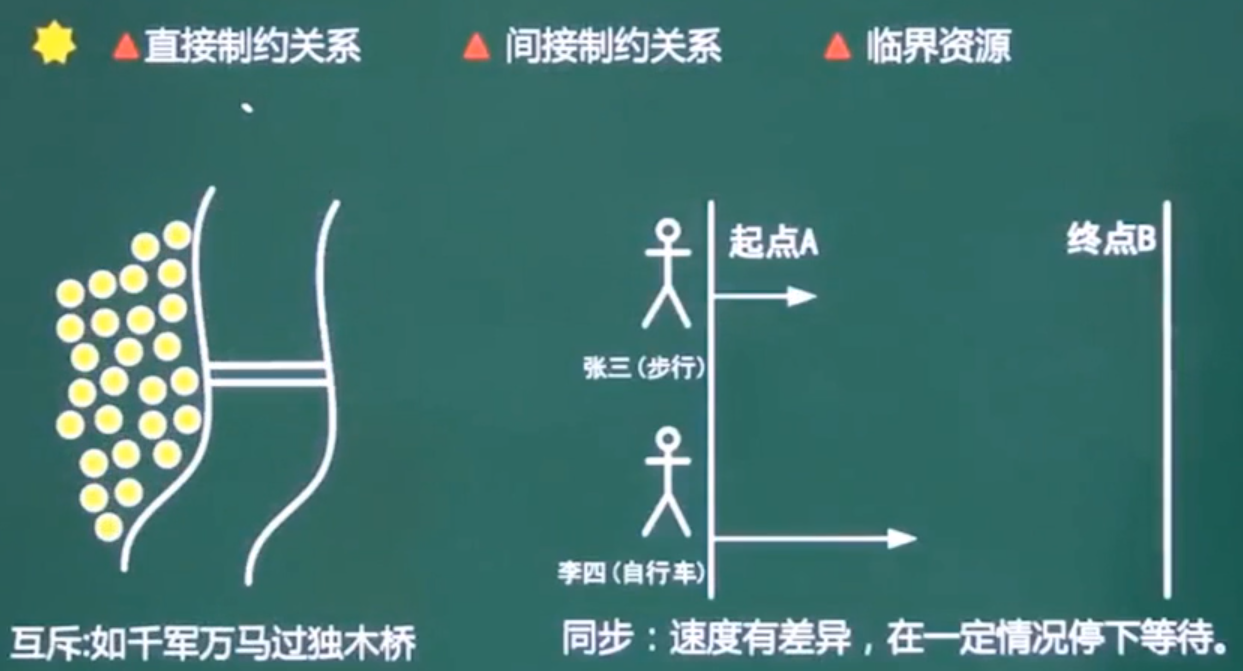 直接制约关系 间接制约关系 临界资源
起点A 终点B
张三(步行)
李四(自行车)
互斥:如千军万马过独木桥
同步：速度有差异，在一定情况停下等待。